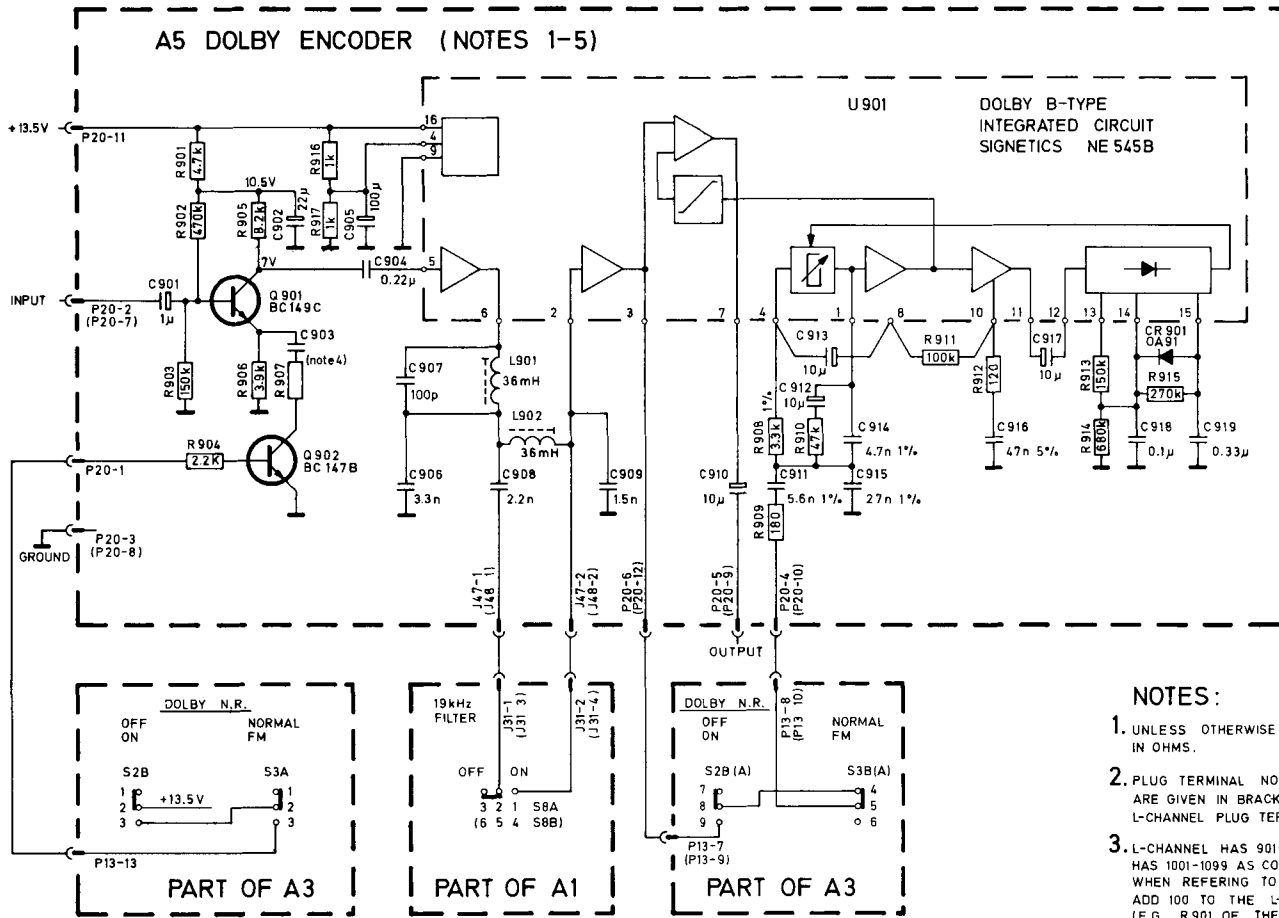 A5 DOLBY ENCODER (NOTES 1-5)
U901
DOLBY B-TYPE
INTEGRATED CIRCUIT
SIGNETICS NE 545B
+13.5V
P20-11
R901
4.7k
R916
1k
16
4
9
10.5V
R902
470k
R905
8.2k
C902
22µ
R917
1k
C905
100µ
7V
C904
0.22µ
5
INPUT
P20-2
(P20-7)
C901
1µ
Q901
BC149C
C903
(note4)
R903
150k
R906
3.9k
R907
R904
2.2K
P20-1
Q902
BC147B
P20-3
(P20-8)
GROUND
6
2
3
7
4
1
8
10
11
12
13
14
15
C907
100p
L901
36mH
L902
36mH
C906
3.3n
C908
2.2n
C909
1.5n
C910
10µ
C913
10µ
R911
100k
C912
10µ
R908
3.3k
1%
R910
47k
C914
4.7n 1%
C911
5.6n 1%
C915
27n 1%
R909
180
R912
120
C917
10µ
C916
47n 5%
R913
150k
CR901
OA91
R915
270k
R914
680k
C918
0.1µ
C919
0.33µ
J47-1
(J48 1)
J47-2
(J48-2)
P20-6
(P20-12)
P20-5
(P20-9)
P20-4
(P20-10)
OUTPUT
DOLBY N.R.
OFF
ON
NORMAL
FM
S2B
S3A
1
2
3
+13.5V
1
2
3
P13-13
PART OF A3
19kHz
FILTER
J31-1
(J31 3)
J31-2
(J31-4)
OFF ON
3 2 1 S8A
(6 5 4 S8B)
PART OF A1
DOLBY N.R.
OFF
ON
P13-8
(P13 10)
NORMAL
FM
S2B(A)
S3B(A)
7
8
9
4
5
6
P13-7
(P13-9)
PART OF A3
NOTES:
1. UNLESS OTHERWISE
IN OHMS.
2. PLUG TERMINAL NO
ARE GIVEN IN BRACK
L-CHANNEL PLUG TER
3. L-CHANNEL HAS 901
HAS 1001-1099 AS CO
WHEN REFERING TO
ADD 100 TO THE L-
(E.G. R901 OF THE